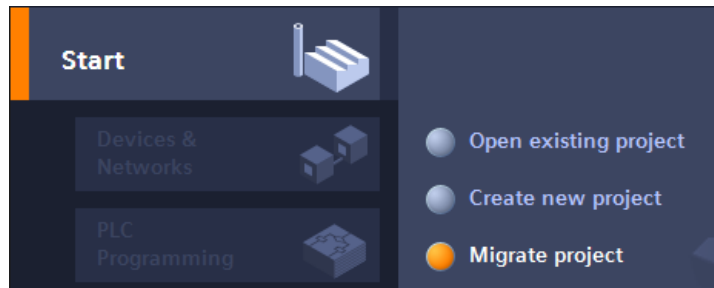 Start
Devices &
Networks
PLC
Programming
Open existing project
Create new project
Migrate project